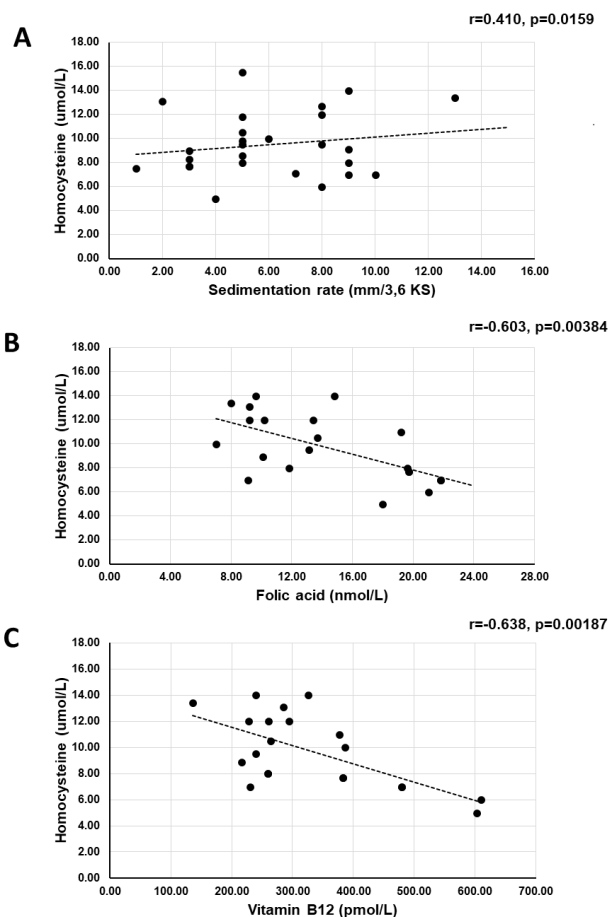 r=0.410, p=0.0159
A
Homocysteine (umol/L)
18.00
16.00
14.00
12.00
10.00
8.00
6.00
4.00
2.00
0.00
0.00 2.00 4.00 6.00 8.00 10.00 12.00 14.00 16.00
Sedimentation rate (mm/3,6 KS)
r=-0.603, p=0.00384
B
Homocysteine (umol/L)
18.00
16.00
14.00
12.00
10.00
8.00
6.00
4.00
2.00
0.00
0.00 4.00 8.00 12.00 16.00 20.00 24.00 28.00
Folic acid (nmol/L)
r=-0.638, p=0.00187
C
Homocysteine (umol/L)
18.00
16.00
14.00
12.00
10.00
8.00
6.00
4.00
2.00
0.00
0.00 100.00 200.00 300.00 400.00 500.00 600.00 700.00
Vitamin B12 (pmol/L)